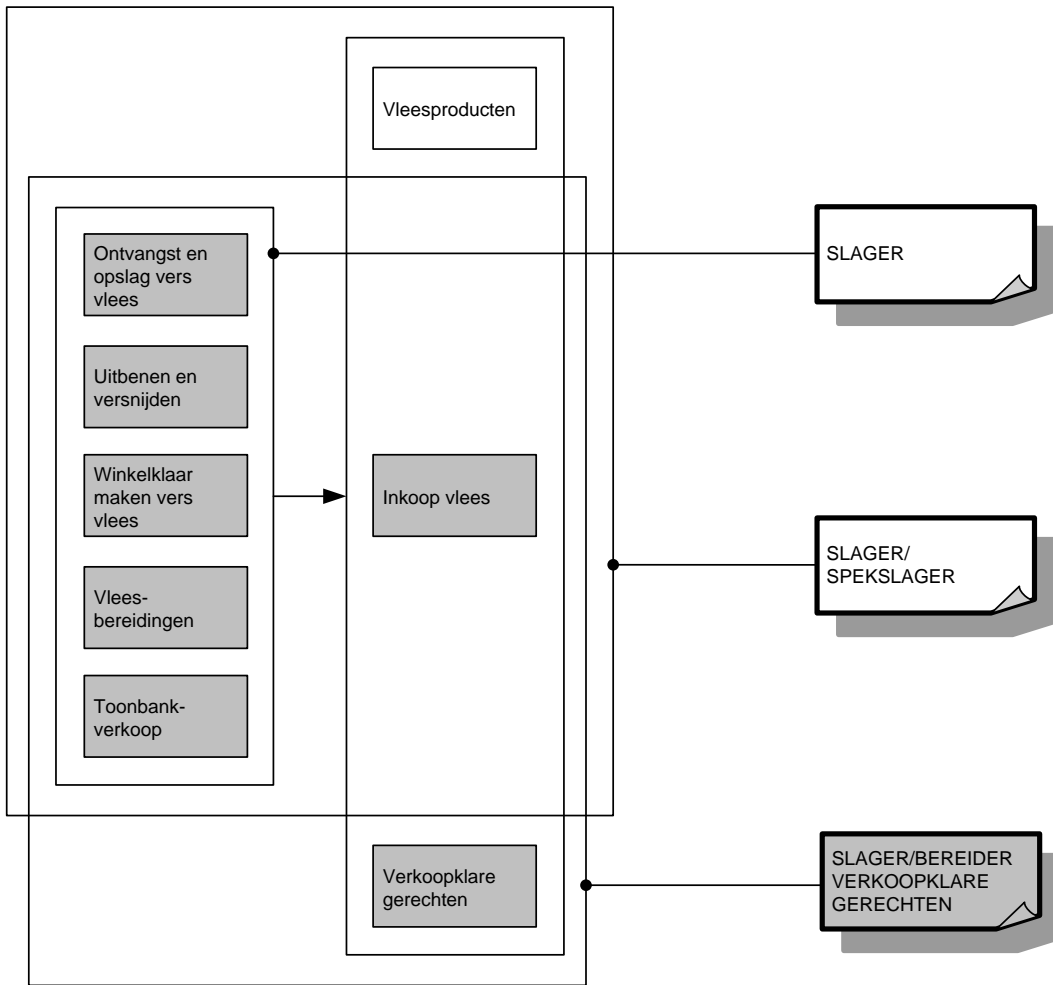 Vleesproducten
Ontvangst en
opslag vers
vlees
SLAGER
Uitbenen en
versnijden
Winkelklaar
maken vers
vlees
Inkoop vlees
SLAGER/
SPEKSLAGER
Vlees-
bereidingen
Toonbank-
verkoop
Verkoopklare
gerechten
SLAGER/BEREIDER
VERKOOPKLARE
GERECHTEN